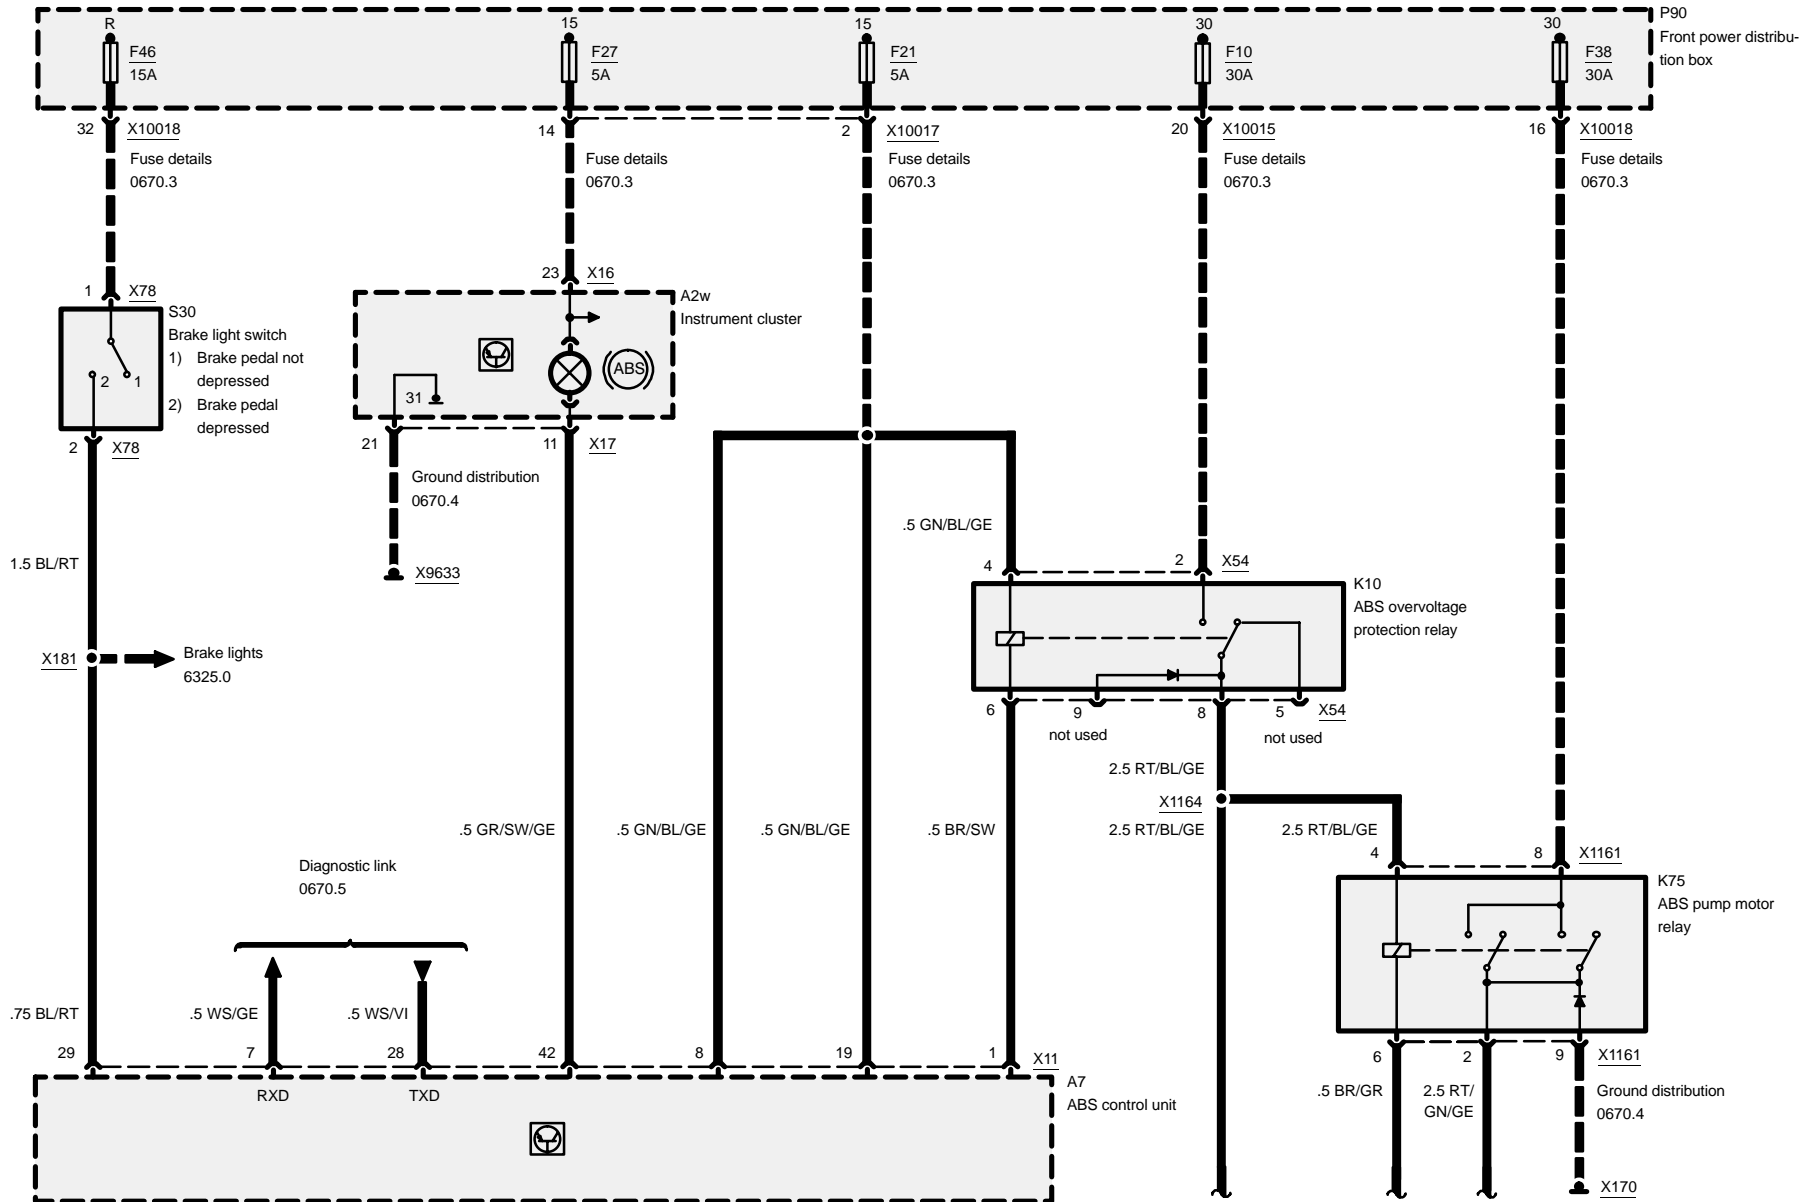 P90
Front power distribu-
tion box
R
15
15
30
30
F46
15A
F27
5A
F21
5A
F10
30A
F38
30A
32
X10018
14
2
X10017
20
X10015
16
X10018
Fuse details
0670.3
Fuse details
0670.3
Fuse details
0670.3
Fuse details
0670.3
Fuse details
0670.3
1
X78
23
X16
S30
Brake light switch
1) Brake pedal not
depressed
2) Brake pedal
depressed
2
1
A2w
Instrument cluster
ABS
31
2
X78
21
11
X17
Ground distribution
0670.4
X9633
1.5 BL/RT
.5 GN/BL/GE
4
2
X54
K10
ABS overvoltage
protection relay
X181
Brake lights
6325.0
6
9
8
5
X54
not used
not used
2.5 RT/BL/GE
X1164
.5 GR/SW/GE
.5 GN/BL/GE
.5 GN/BL/GE
.5 BR/SW
2.5 RT/BL/GE
2.5 RT/BL/GE
4
8
X1161
Diagnostic link
0670.5
K75
ABS pump motor
relay
.75 BL/RT
.5 WS/GE
.5 WS/VI
29
7
28
42
8
19
1
X11
6
2
9
X1161
RXD
TXD
A7
ABS control unit
.5 BR/GR
2.5 RT/
GN/GE
Ground distribution
0670.4
X170